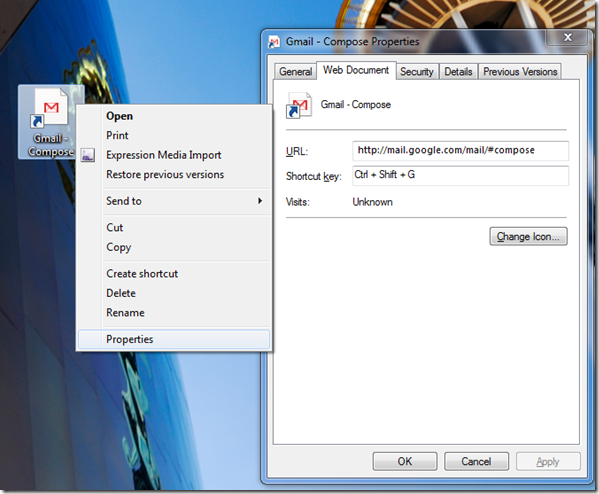 Gmail -
Compose
Open
Print
Expression Media Import
Restore previous versions
Send to
Cut
Copy
Create shortcut
Delete
Rename
Properties
Gmail - Compose Properties
General Web Document Security Details Previous Versions
Gmail - Compose
URL: http://mail.google.com/mail/#compose
Shortcut key: Ctrl + Shift + G
Visits: Unknown
Change Icon...
OK Cancel Apply